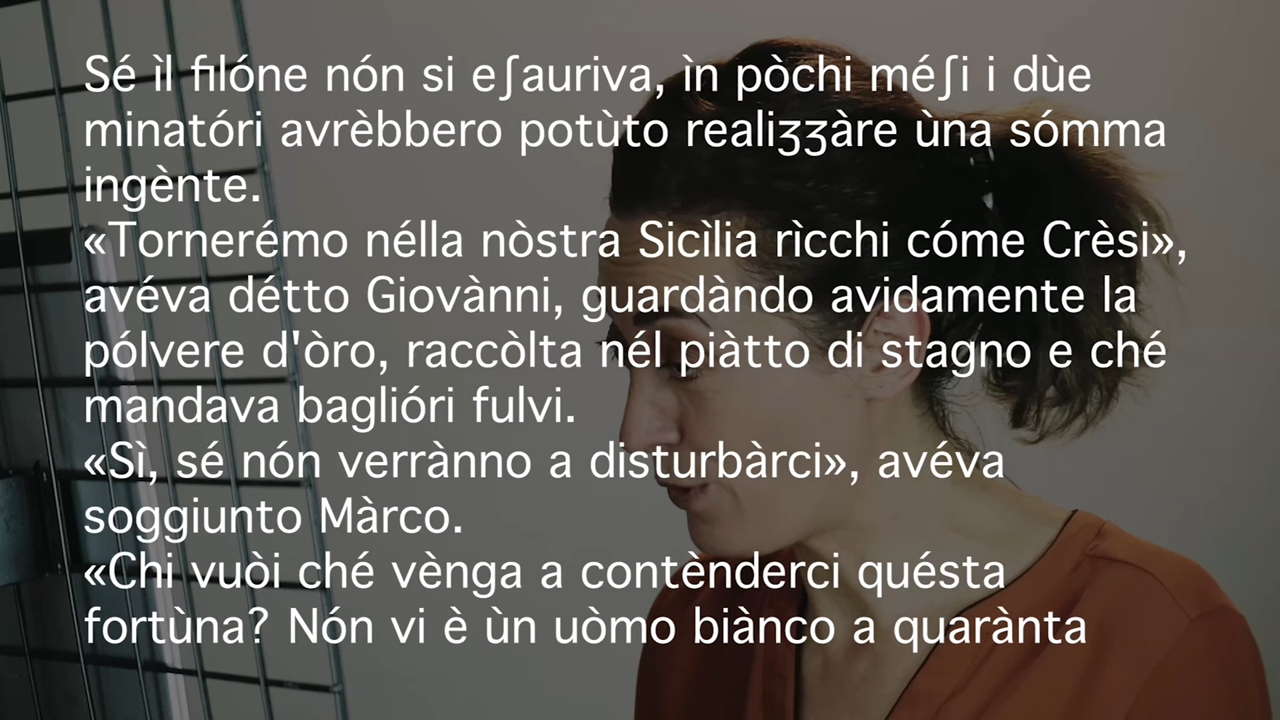 Sé ìl filóne nón si eʃauriva, ìn pòchi méʃi i dùe
minatóri avrèbbero potùto realiʒʒàre ùna sómma
ingènte.
«Tornerémo nélla nòstra Sicìlia rìcchi cóme Crèsi»,
avéva détto Giovànni, guardàndo avidamente la
pólvere d'òro, raccòlta nél piàtto di stagno e ché
mandava baglióri fulvi.
«Sì, sé nón verrànno a disturbàrci», avéva
soggiunto Màrco.
«Chi vuòi ché vènga a contènderci quésta
fortùna? Nón vi è ùn uòmo biànco a quarànta